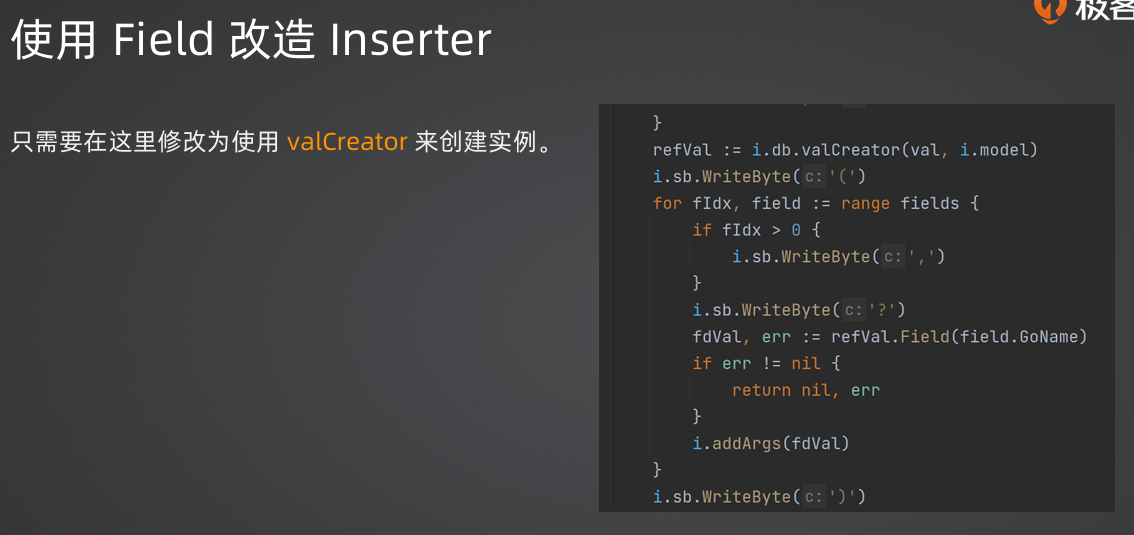 极客
使用 Field 改造 Inserter
只需要在这里修改为使用 valCreator 来创建实例。
}
refVal := i.db.valCreator(val, i.model)
i.sb.WriteByte( c: '(')
for fIdx, field := range fields {
if fIdx > 0 {
i.sb.WriteByte( c: ',')
}
i.sb.WriteByte( c: '?')
fdVal, err := refVal.Field(field.GoName)
if err != nil {
return nil, err
}
i.addArgs(fdVal)
}
i.sb.WriteByte( c: ')')